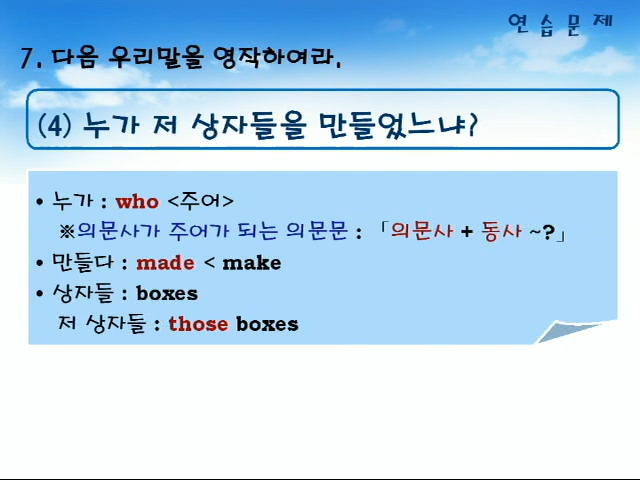 연 습 문 제
7. 다음 우리말을 영작하여라.
(4) 누가 저 상자들을 만들었느냐?
• 누가 : who <주어>
※의문사가 주어가 되는 의문문 : 「의문사 + 동사 ~?」
• 만들다 : made < make
• 상자들 : boxes
저 상자들 : those boxes